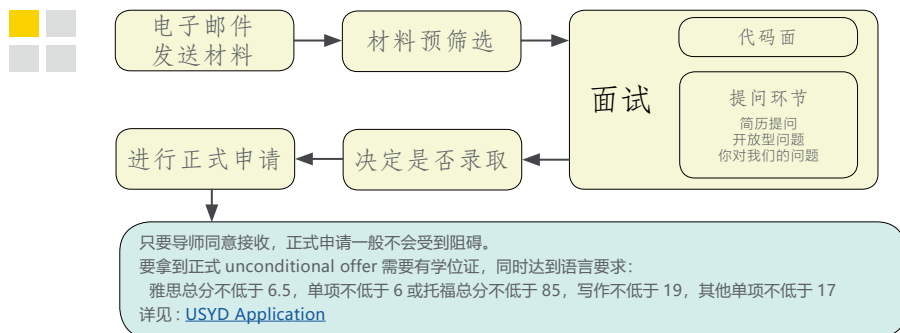 电子邮件
发送材料
材料预筛选
面试
代码面
提问环节
简历提问
开放型问题
你对我们的问题
决定是否录取
进行正式申请
只要导师同意接收，正式申请一般不会受到阻碍。
要拿到正式 unconditional offer 需要有学位证，同时达到语言要求：
雅思总分不低于 6.5，单项不低于 6 或托福总分不低于 85，写作不低于 19，其他单项不低于 17
详见 : USYD Application